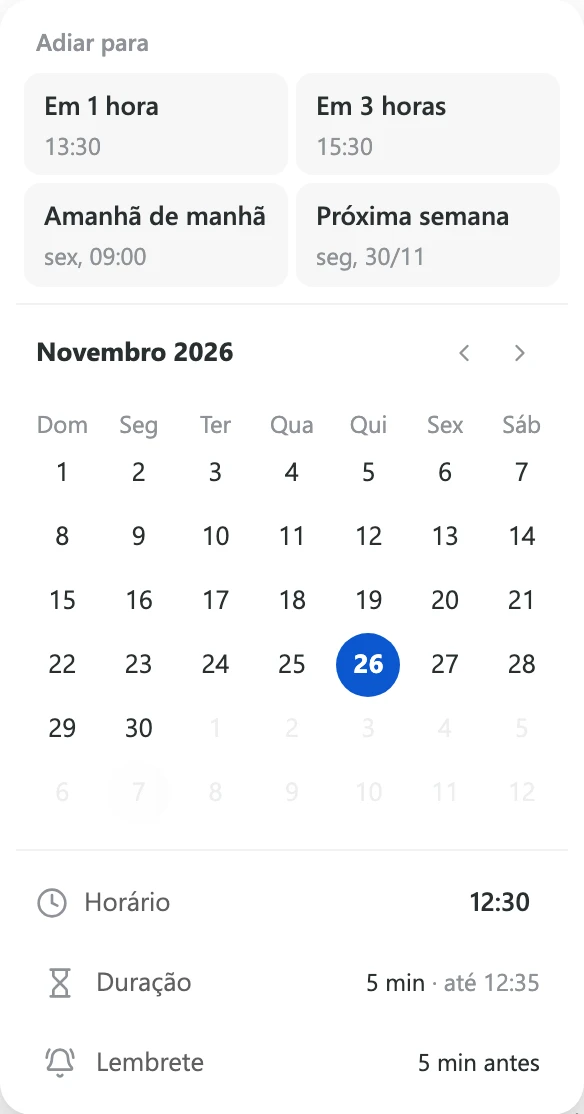 Adiar para
Em 1 hora
13:30
Em 3 horas
15:30
Amanhã de manhã
sex, 09:00
Próxima semana
seg, 30/11
Novembro 2026
Dom Seg Ter Qua Qui Sex Sáb
1 2 3 4 5 6 7
8 9 10 11 12 13 14
15 16 17 18 19 20 21
22 23 24 25 26 27 28
29 30 1 2 3 4 5
6 7 8 9 10 11 12
Horário 12:30
Duração 5 min · até 12:35
Lembrete 5 min antes